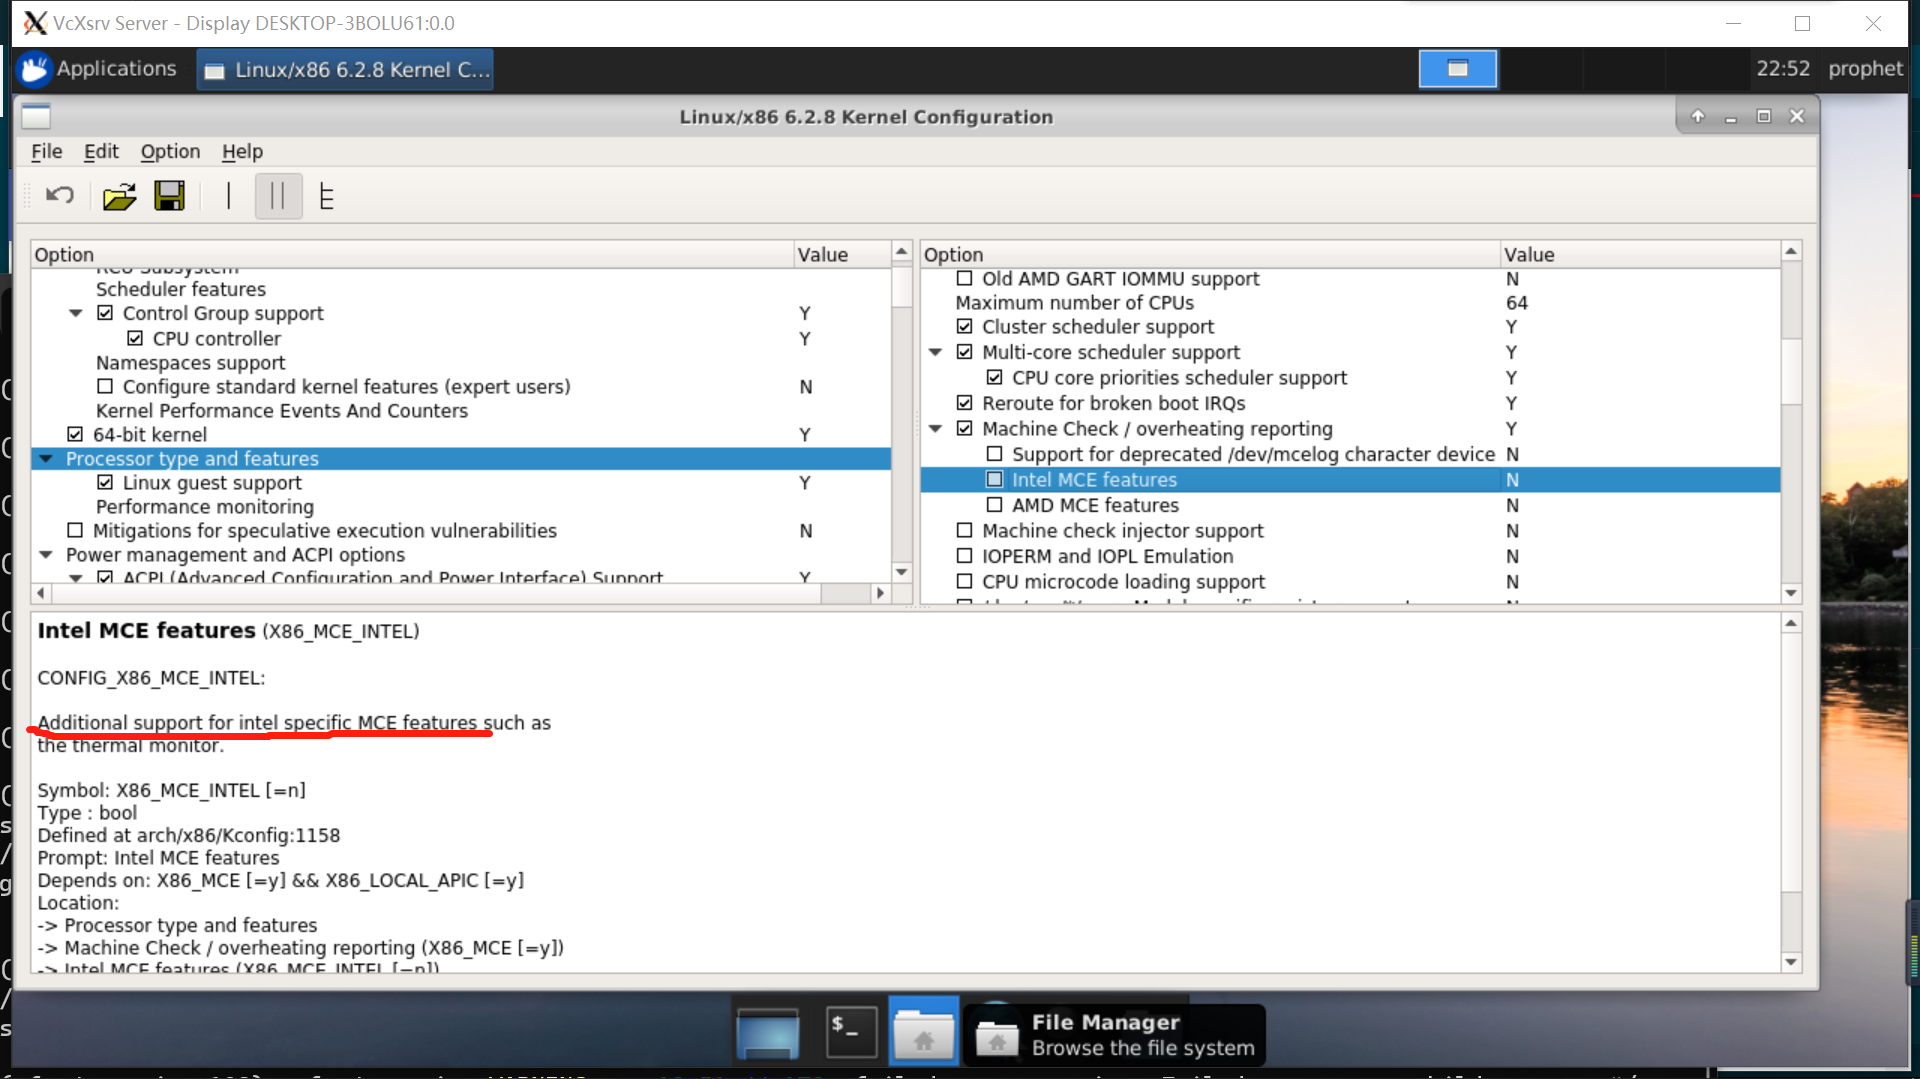 VcXsrv Server - Display DESKTOP-3BOLU61:0.0
Applications
Linux/x86 6.2.8 Kernel C...
22:52
prophet
Linux/x86 6.2.8 Kernel Configuration
File Edit Option Help
Option Value
RCU Subsystem
Scheduler features
Control Group support Y
CPU controller Y
Namespaces support
Configure standard kernel features (expert users) N
Kernel Performance Events And Counters
64-bit kernel Y
Processor type and features
Linux guest support Y
Performance monitoring
Mitigations for speculative execution vulnerabilities N
Power management and ACPI options
ACPI (Advanced Configuration and Power Interface) Support Y
Option Value
Old AMD GART IOMMU support N
Maximum number of CPUs 64
Cluster scheduler support Y
Multi-core scheduler support Y
CPU core priorities scheduler support Y
Reroute for broken boot IRQs Y
Machine Check / overheating reporting Y
Support for deprecated /dev/mcelog character device N
Intel MCE features N
AMD MCE features N
Machine check injector support N
IOPERM and IOPL Emulation N
CPU microcode loading support N
Intel MCE features (X86_MCE_INTEL)
CONFIG_X86_MCE_INTEL:
Additional support for intel specific MCE features such as
the thermal monitor.
Symbol: X86_MCE_INTEL [=n]
Type : bool
Defined at arch/x86/Kconfig:1158
Prompt: Intel MCE features
Depends on: X86_MCE [=y] && X86_LOCAL_APIC [=y]
Location:
-> Processor type and features
-> Machine Check / overheating reporting (X86_MCE [=y])
-> Intel MCE features (X86_MCE_INTEL [=n])
$_
File Manager
Browse the file system